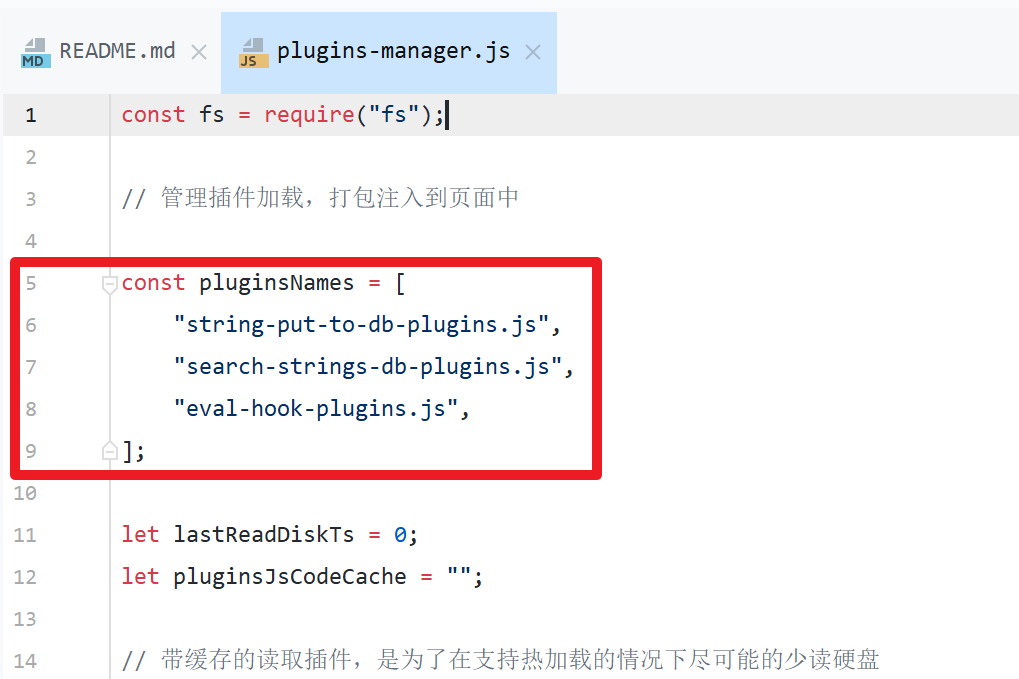 MD README.md ×
JS plugins-manager.js ×
1 const fs = require("fs");
2
3 // 管理插件加载，打包注入到页面中
4
5 const pluginsNames = [
6 "string-put-to-db-plugins.js",
7 "search-strings-db-plugins.js",
8 "eval-hook-plugins.js",
9 ];
10
11 let lastReadDiskTs = 0;
12 let pluginsJsCodeCache = "";
13
14 // 带缓存的读取插件，是为了在支持热加载的情况下尽可能的少读硬盘